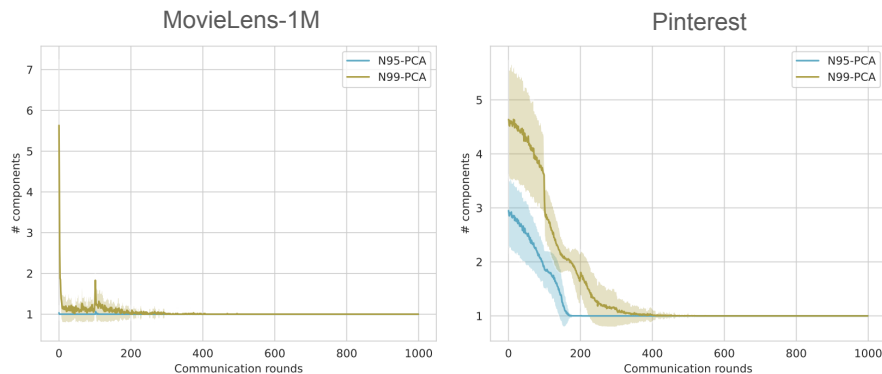 MovieLens-1M
N95-PCA
N99-PCA
7
6
5
4
3
2
1
# components
0
200
400
600
800
1000
Communication rounds
Pinterest
N95-PCA
N99-PCA
5
4
3
2
1
# components
0
200
400
600
800
1000
Communication rounds